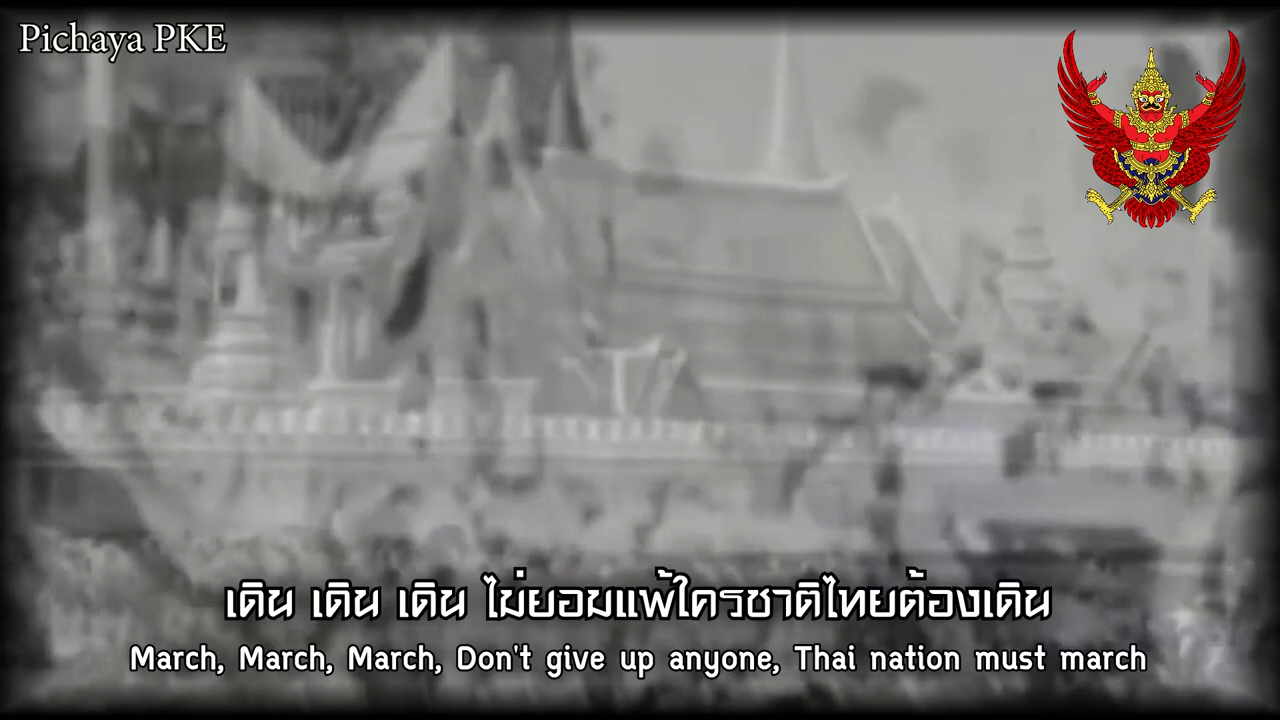 Pichaya PKE
เดิน เดิน เดิน ไม่ยอมแพ้ใครชาติไทยต้องเดิน
March, March, March, Don't give up anyone, Thai nation must march